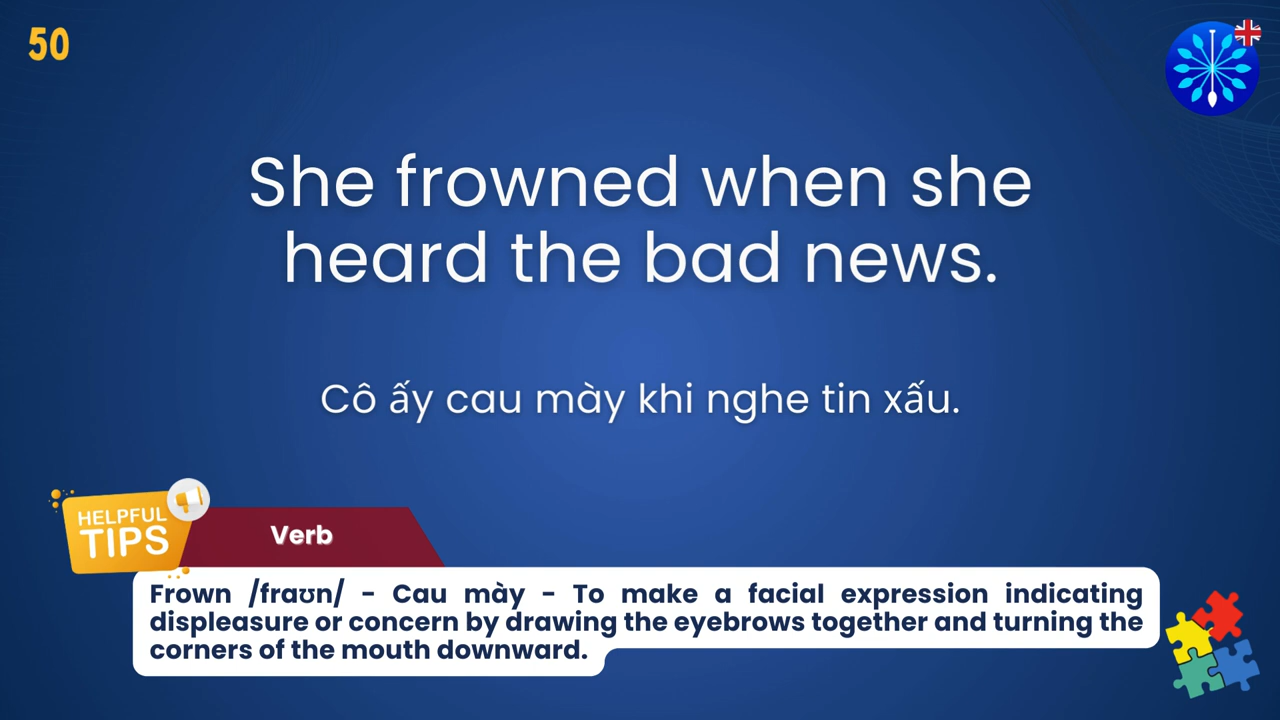 50
She frowned when she
heard the bad news.
Cô ấy cau mày khi nghe tin xấu.
HELPFUL
TIPS
Verb
Frown /fraʊn/ - Cau mày - To make a facial expression indicating
displeasure or concern by drawing the eyebrows together and turning the
corners of the mouth downward.